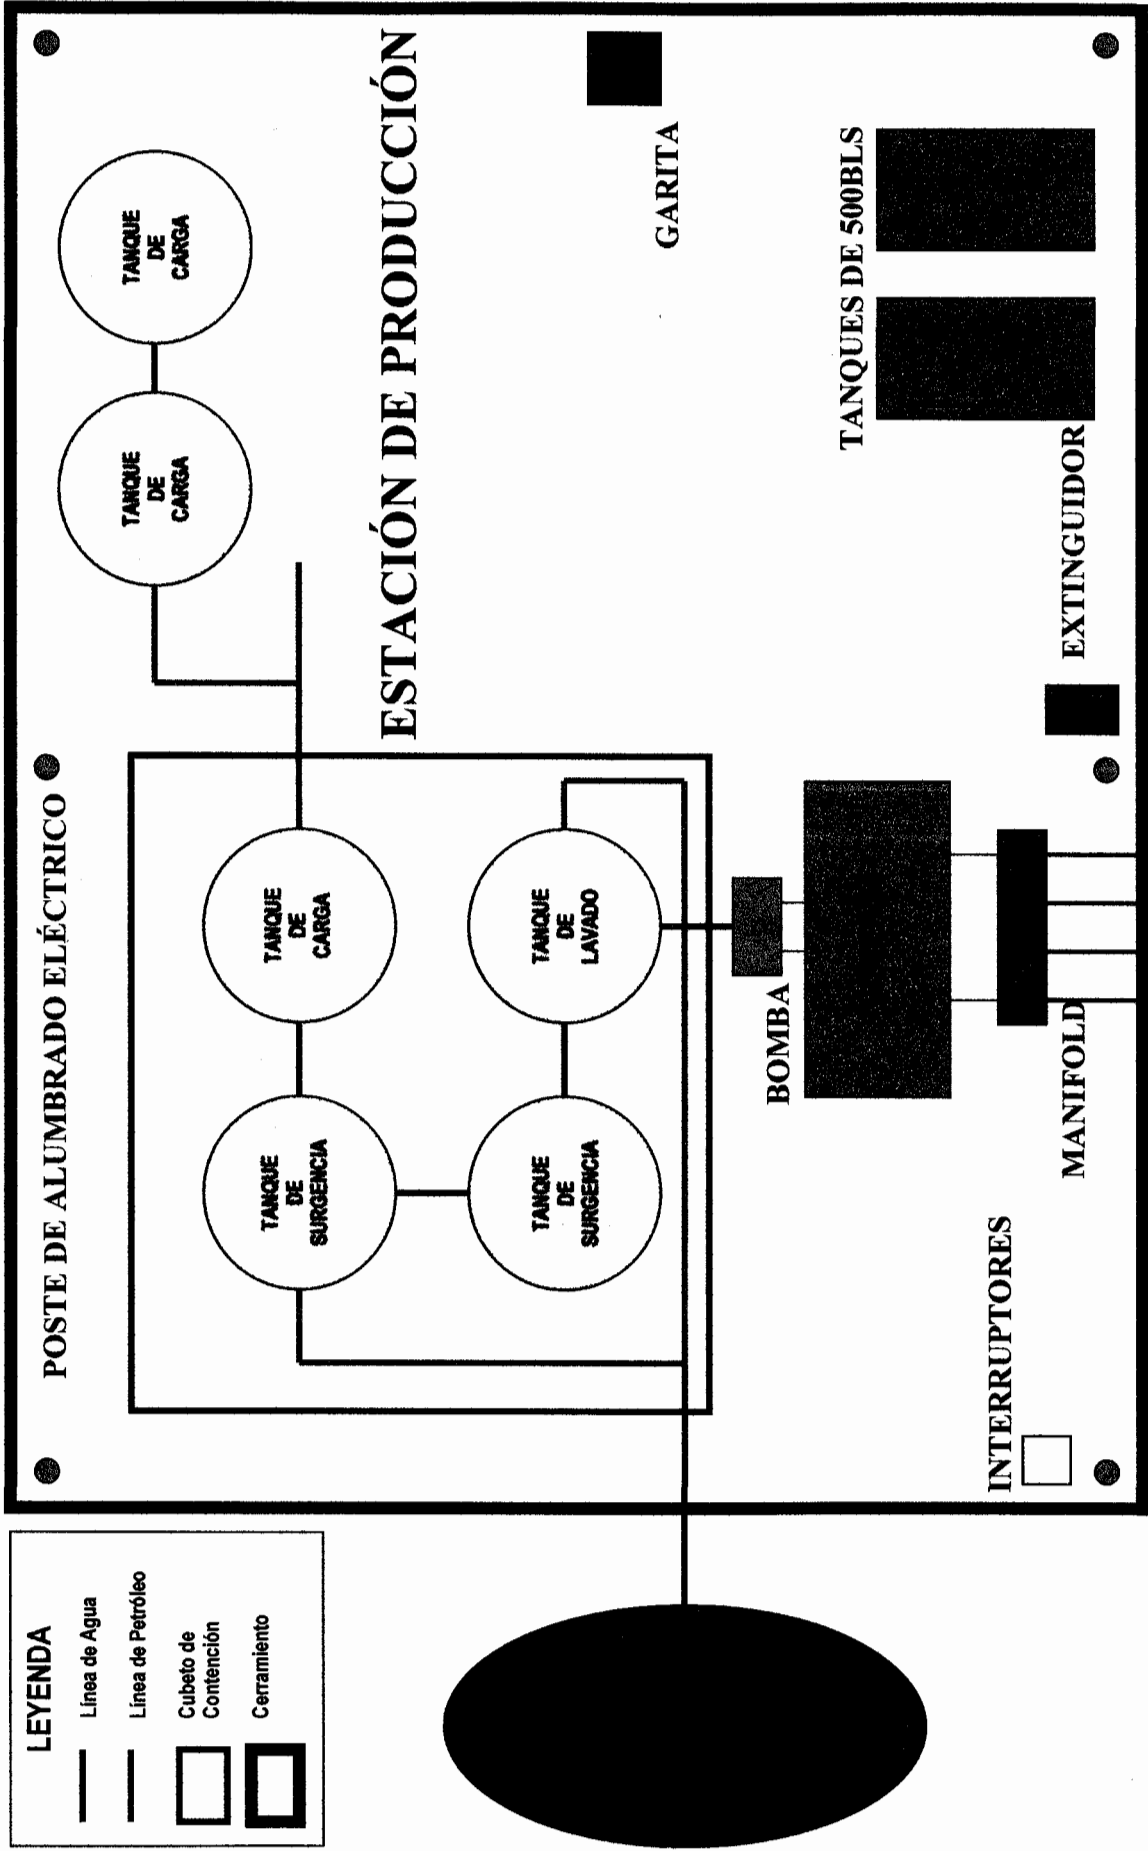 LEYENDA
Línea de Agua
Línea de Petróleo
Cubeto de
Contención
Cerramiento
POSTE DE ALUMBRADO ELÉCTRICO
TANQUE
DE
CARGA
TANQUE
DE
CARGA
TANQUE
DE
SURGENCIA
TANQUE
DE
CARGA
ESTACIÓN DE PRODUCCIÓN
TANQUE
DE
SURGENCIA
TANQUE
DE
LAVADO
GARITA
BOMBA
TANQUES DE 500BLS
INTERRUPTORES
MANIFOLD
EXTINGUIDOR